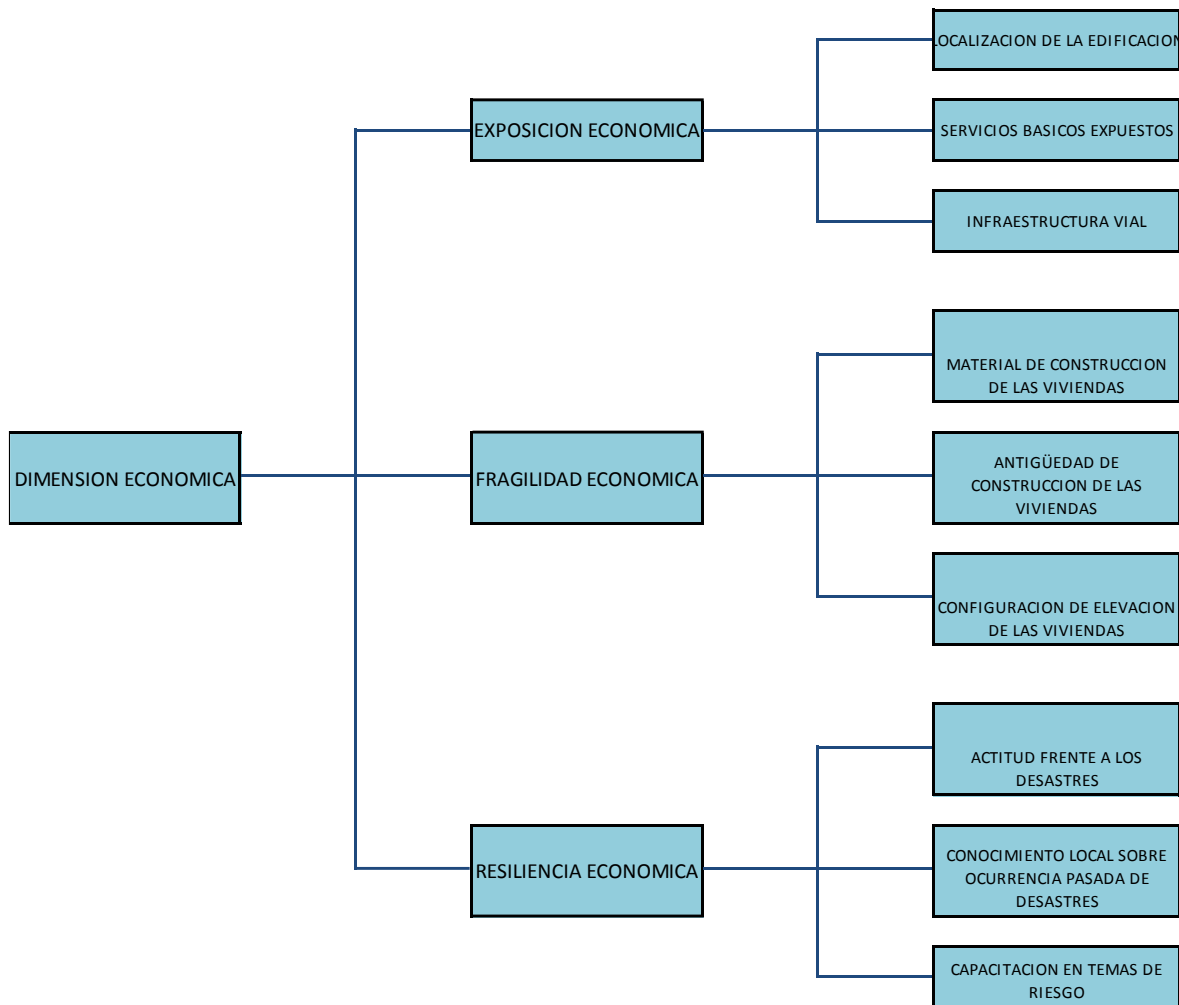 LOCALIZACION DE LA EDIFICACION
EXPOSICION ECONOMICA
SERVICIOS BASICOS EXPUESTOS
INFRAESTRUCTURA VIAL
MATERIAL DE CONSTRUCCION
DE LAS VIVIENDAS
DIMENSION ECONOMICA
FRAGILIDAD ECONOMICA
ANTIGÜEDAD DE
CONSTRUCCION DE LAS
VIVIENDAS
CONFIGURACION DE ELEVACION
DE LAS VIVIENDAS
ACTITUD FRENTE A LOS
DESASTRES
RESILIENCIA ECONOMICA
CONOCIMIENTO LOCAL SOBRE
OCURRENCIA PASADA DE
DESASTRES
CAPACITACION EN TEMAS DE
RIESGO